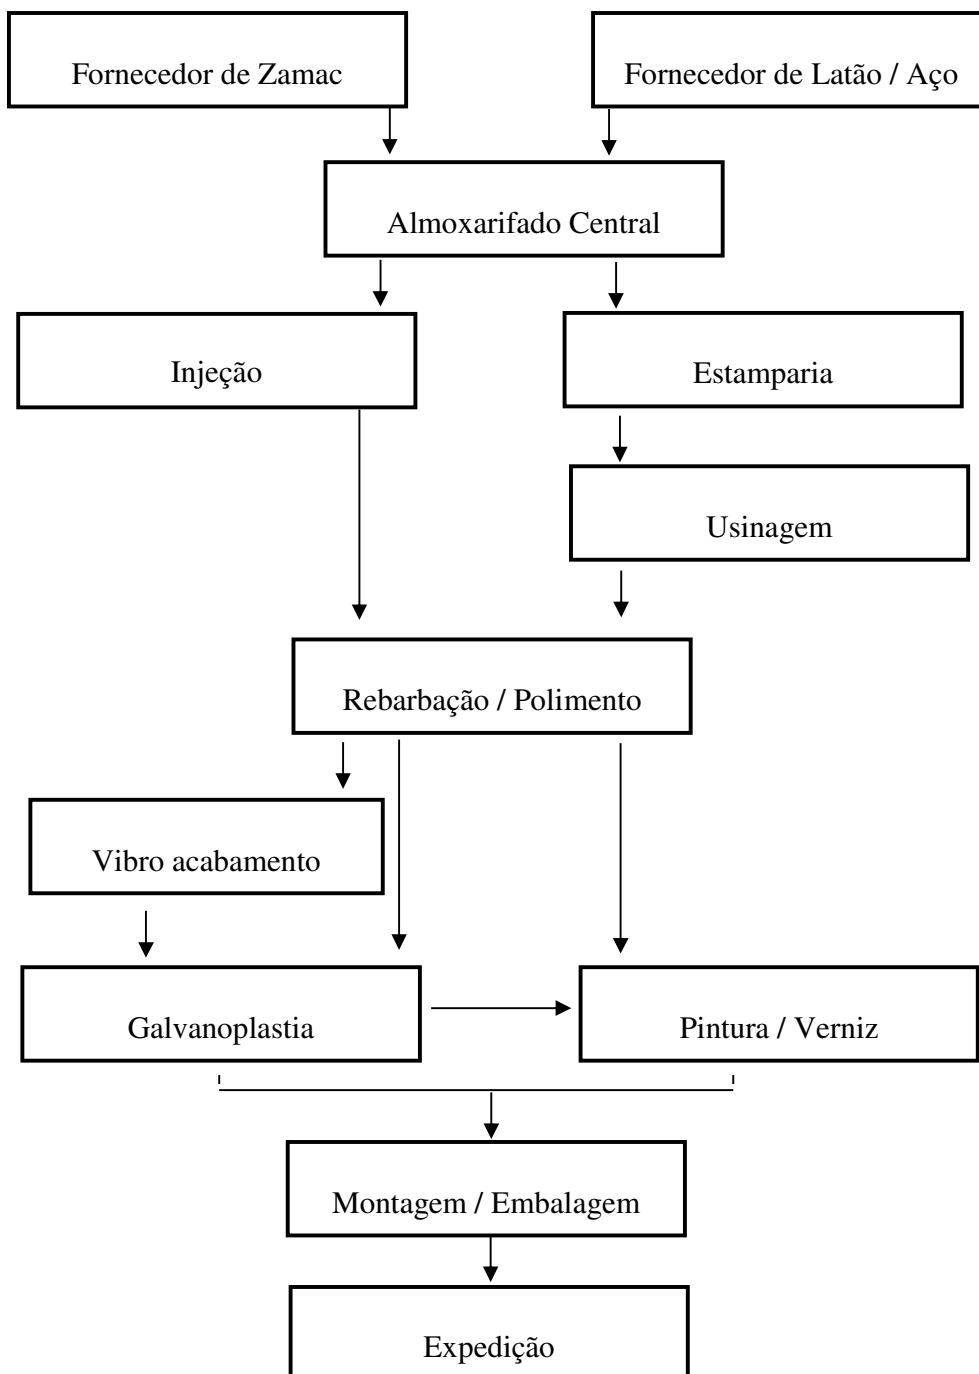 Fornecedor de Zamac
Fornecedor de Latão / Aço
Almoxarifado Central
Injeção
Estamparia
Usinagem
Rebarbação / Polimento
Vibro acabamento
Galvanoplastia
Pintura / Verniz
Montagem / Embalagem
Expedição